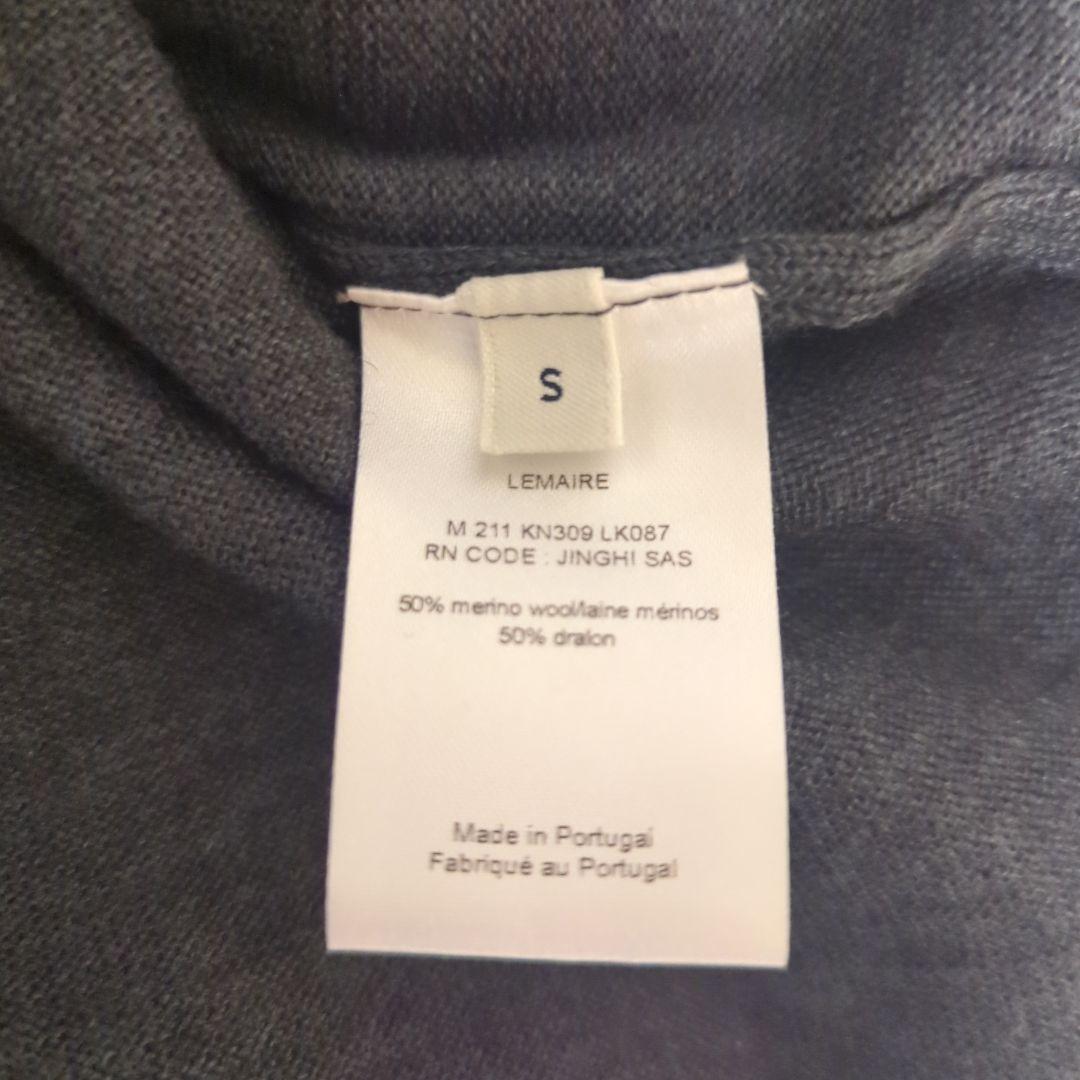 S
LEMAIRE
M 211 KN309 LK087
RN CODE : JINGHI SAS
50% merino wool/laine mérinos
50% dralon
Made in Portugal
Fabriqué au Portugal